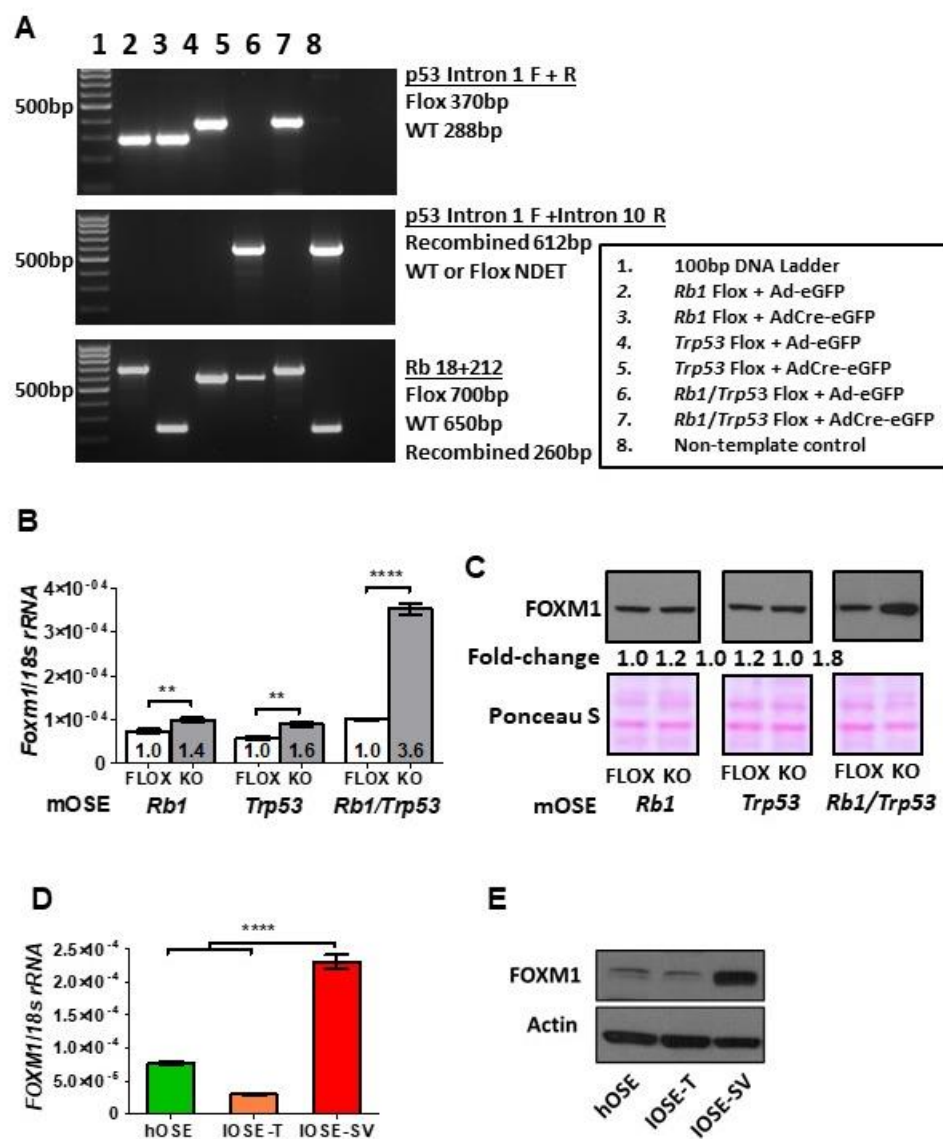 A
1 2 3 4 5 6 7 8
500bp
p53 Intron 1 F + R
Flox 370bp
WT 288bp
500bp
p53 Intron 1 F +Intron 10 R
Recombined 612bp
WT or Flox NDET
500bp
Rb 18+212
Flox 700bp
WT 650bp
Recombined 260bp
1. 100bp DNA Ladder
2. Rb1 Flox + Ad-eGFP
3. Rb1 Flox + AdCre-eGFP
4. Trp53 Flox + Ad-eGFP
5. Trp53 Flox + AdCre-eGFP
6. Rb1/Trp53 Flox + Ad-eGFP
7. Rb1/Trp53 Flox + AdCre-eGFP
8. Non-template control
B
Foxm1/18s rRNA
4×10-04
3×10-04
1×10-04
0
** ** ****
1.0 1.4 1.0 1.6 1.0 3.6
FLOX KO FLOX KO FLOX KO
mOSE Rb1 Trp53 Rb1/Trp53
C
FOXM1
Fold-change 1.0 1.2 1.0 1.2 1.0 1.8
Ponceau S
FLOX KO FLOX KO FLOX KO
mOSE Rb1 Trp53 Rb1/Trp53
D
FOXM1/18s rRNA
2.5×10-4
2.0×10-4
1.5×10-4
1.0×10-4
5.0×10-5
0
****
hOSE IOSE-T IOSE-SV
E
FOXM1
Actin
hOSE IOSE-T IOSE-SV